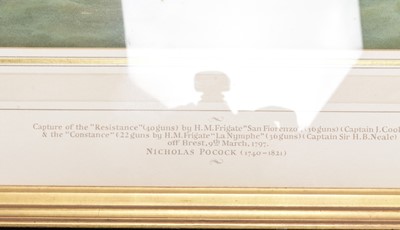 Capture of the "Resistance" (40 guns) by H.M. Frigate "San Fiorenzo" (36 guns) (Captain J. Cook
& the "Constance" (22 guns by H.M. Frigate "La Nymphe" (36 guns) (Captain Sir H.B. Neale)
off Brest, 9th March, 1797.
NICHOLAS POCOCK (1740-1821)